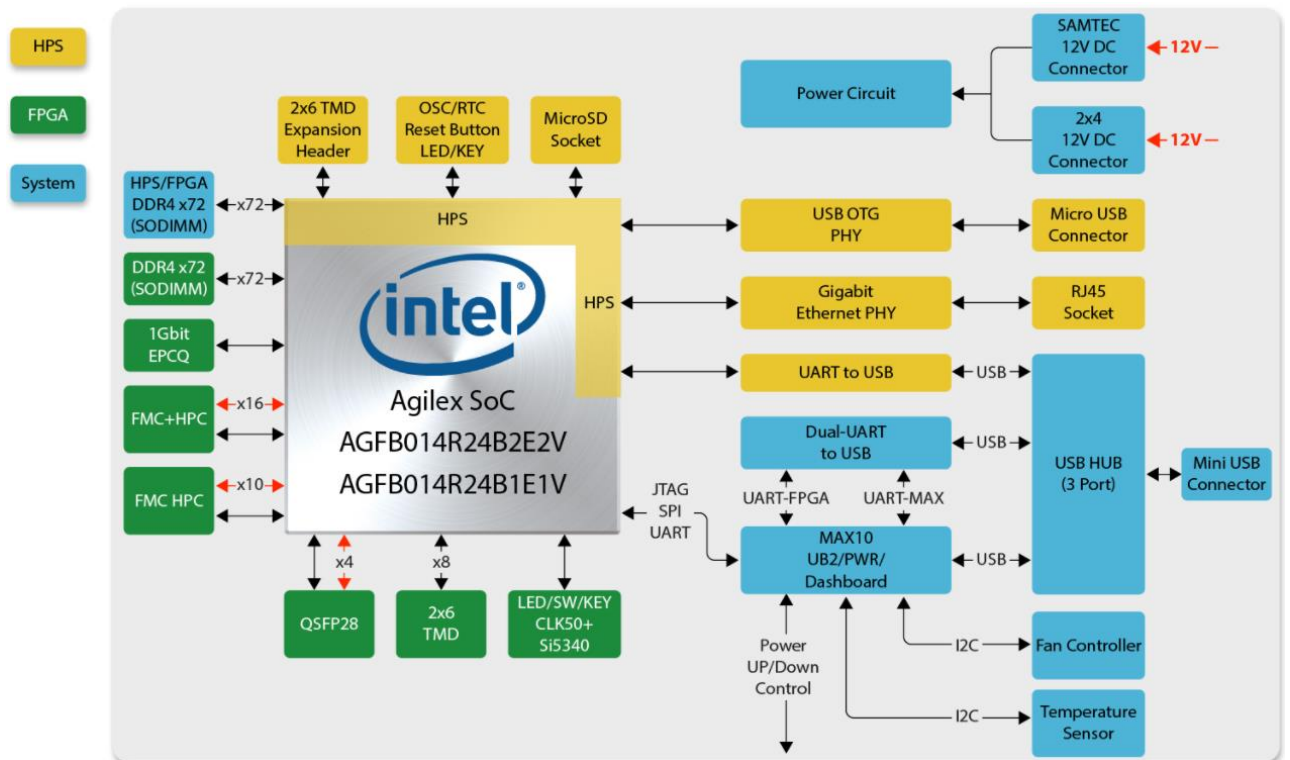 HPS
FPGA
System
2x6 TMD
Expansion
Header
OSC/RTC
Reset Button
LED/KEY
MicroSD
Socket
Power Circuit
SAMTEC
12V DC
Connector
12V
2x4
12V DC
Connector
12V
HPS/FPGA
DDR4 x72
(SODIMM)
x72
DDR4 x72
(SODIMM)
x72
1Gbit
EPCQ
FMC+HPC
x16
FMC HPC
x10
HPS
HPS
intel®
Agilex SoC
AGFB014R24B2E2V
AGFB014R24B1E1V
USB OTG
PHY
Micro USB
Connector
Gigabit
Ethernet PHY
RJ45
Socket
UART to USB
USB
Dual-UART
to USB
USB
USB HUB
(3 Port)
Mini USB
Connector
UART-FPGA
UART-MAX
JTAG
SPI
UART
MAX10
UB2/PWR/
Dashboard
USB
x4
x8
QSFP28
2x6
TMD
LED/SW/KEY
CLK50+
Si5340
Power
UP/Down
Control
I2C
Fan Controller
I2C
Temperature
Sensor